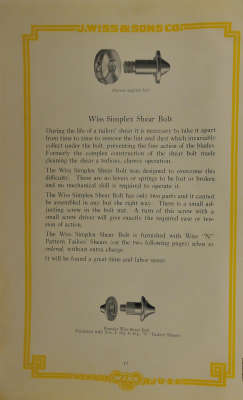 J. WISS & SONS CO.
Wiss Simplex Shear Bolt
During the life of a tailors' shear it is necessary to take it apart
from time to time to remove the lint and dust which invariably
collect under the bolt, preventing the free action of the blades.
Formerly the complex construction of the shear bolt made
cleaning the shear a tedious, clumsy operation.
The Wiss Simplex Shear Bolt was designed to overcome this
difficulty. There are no levers or springs to be lost or broken
and no mechanical skill is required to operate it.
The Wiss Simplex Shear Bolt has only two parts and it cannot
be assembled in any but the right way. There is a small ad-
justing screw in the bolt nut. A turn of this screw with a
small screw driver will give exactly the required ease or ten-
sion of action.
The Wiss Simplex Shear Bolt is furnished with Wiss "N"
Pattern Tailors' Shears (see the two following pages) when so
ordered, without extra charge.
It will be found a great time and labor saver.
Wiss Shear Bolt
WISS